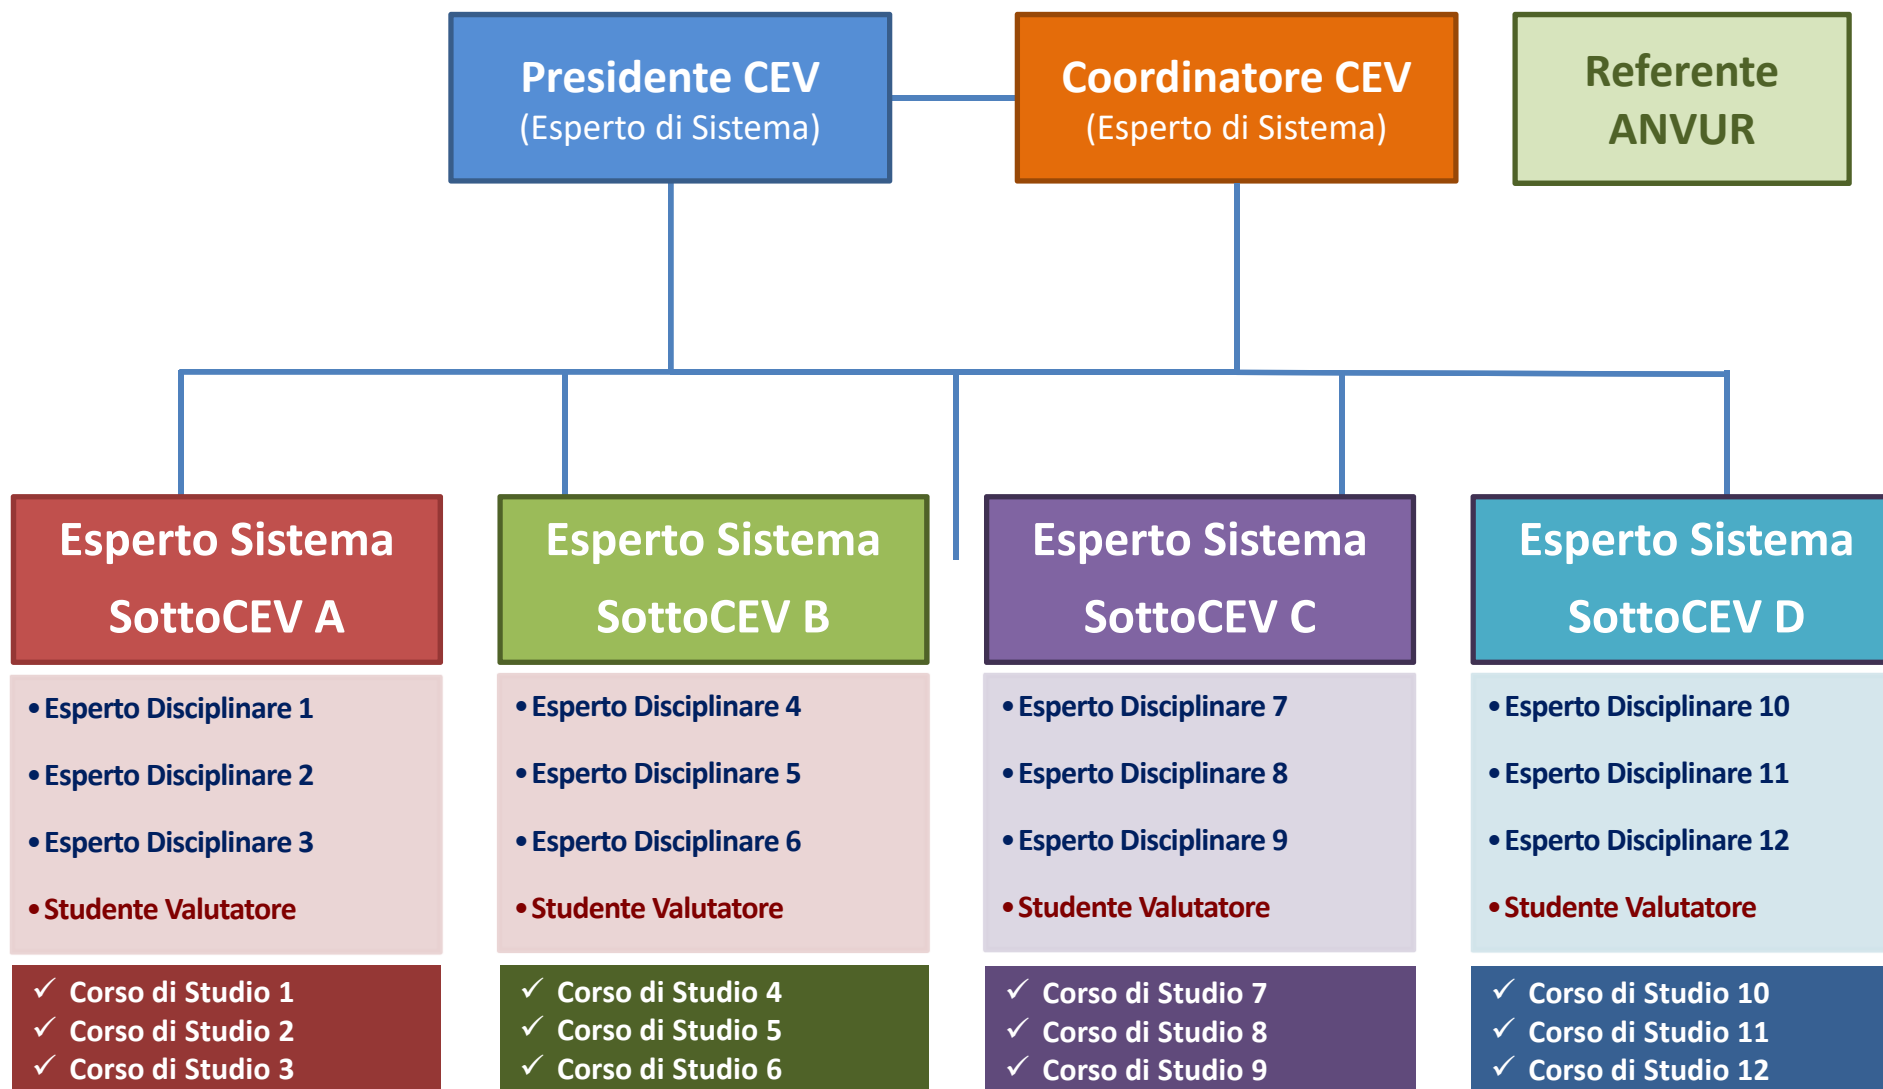 Presidente CEV
(Esperto di Sistema)
Coordinatore CEV
(Esperto di Sistema)
Referente
ANVUR
Esperto Sistema
SottoCEV A
•Esperto Disciplinare 1
•Esperto Disciplinare 2
•Esperto Disciplinare 3
•Studente Valutatore
✓ Corso di Studio 1
✓ Corso di Studio 2
✓ Corso di Studio 3
Esperto Sistema
SottoCEV B
•Esperto Disciplinare 4
•Esperto Disciplinare 5
•Esperto Disciplinare 6
•Studente Valutatore
✓ Corso di Studio 4
✓ Corso di Studio 5
✓ Corso di Studio 6
Esperto Sistema
SottoCEV C
•Esperto Disciplinare 7
•Esperto Disciplinare 8
•Esperto Disciplinare 9
•Studente Valutatore
✓ Corso di Studio 7
✓ Corso di Studio 8
✓ Corso di Studio 9
Esperto Sistema
SottoCEV D
•Esperto Disciplinare 10
•Esperto Disciplinare 11
•Esperto Disciplinare 12
•Studente Valutatore
✓ Corso di Studio 10
✓ Corso di Studio 11
✓ Corso di Studio 12